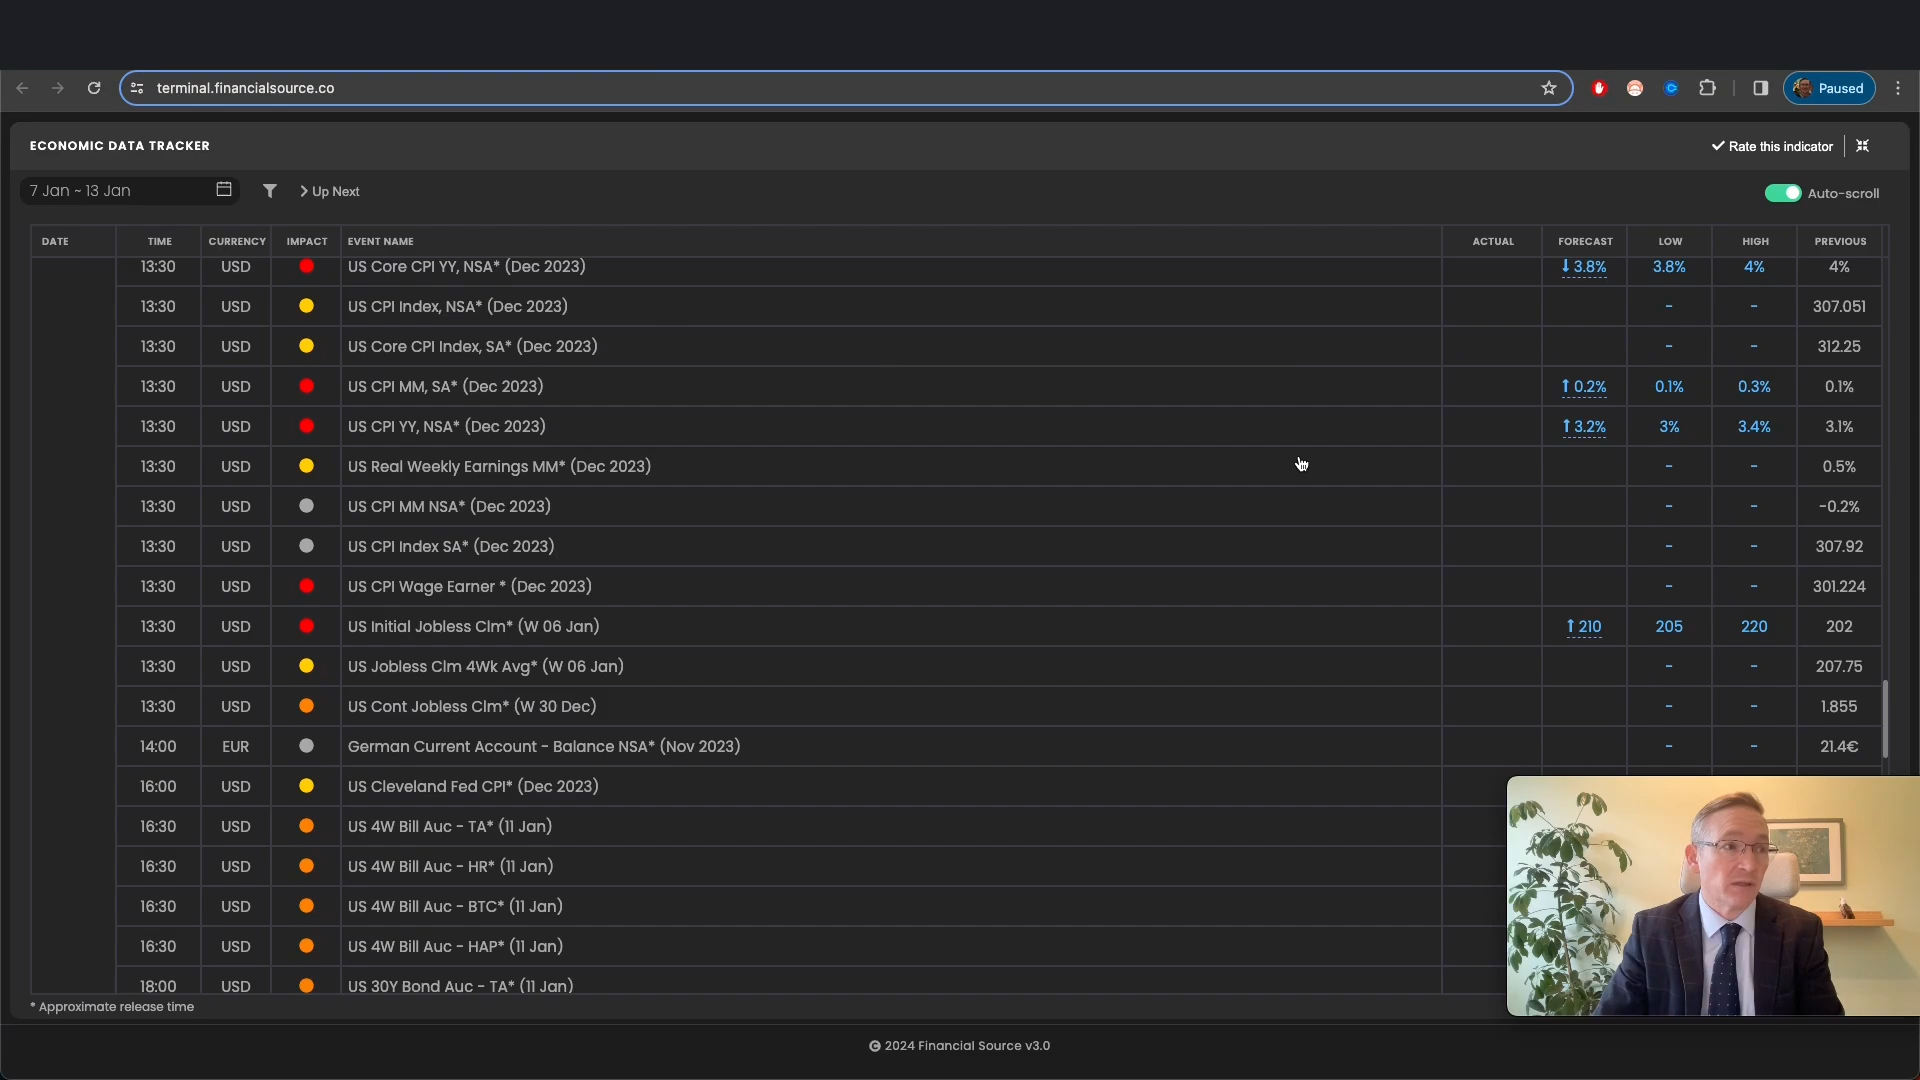 terminal.financialsource.co
Paused
ECONOMIC DATA TRACKER
Rate this indicator
7 Jan ~ 13 Jan
Up Next
Auto-scroll
DATE TIME CURRENCY IMPACT EVENT NAME ACTUAL FORECAST LOW HIGH PREVIOUS
13:30 USD US Core CPI YY, NSA* (Dec 2023) ↓3.8% 3.8% 4% 4%
13:30 USD US CPI Index, NSA* (Dec 2023) - - 307.051
13:30 USD US Core CPI Index, SA* (Dec 2023) - - 312.25
13:30 USD US CPI MM, SA* (Dec 2023) ↑0.2% 0.1% 0.3% 0.1%
13:30 USD US CPI YY, NSA* (Dec 2023) ↑3.2% 3% 3.4% 3.1%
13:30 USD US Real Weekly Earnings MM* (Dec 2023) - - 0.5%
13:30 USD US CPI MM NSA* (Dec 2023) - - -0.2%
13:30 USD US CPI Index SA* (Dec 2023) - - 307.92
13:30 USD US CPI Wage Earner * (Dec 2023) - - 301.224
13:30 USD US Initial Jobless Clm* (W 06 Jan) ↑210 205 220 202
13:30 USD US Jobless Clm 4Wk Avg* (W 06 Jan) - - 207.75
13:30 USD US Cont Jobless Clm* (W 30 Dec) - - 1.855
14:00 EUR German Current Account - Balance NSA* (Nov 2023) - - 21.4€
16:00 USD US Cleveland Fed CPI* (Dec 2023)
16:30 USD US 4W Bill Auc - TA* (11 Jan)
16:30 USD US 4W Bill Auc - HR* (11 Jan)
16:30 USD US 4W Bill Auc - BTC* (11 Jan)
16:30 USD US 4W Bill Auc - HAP* (11 Jan)
18:00 USD US 30Y Bond Auc - TA* (11 Jan)
* Approximate release time
© 2024 Financial Source v3.0